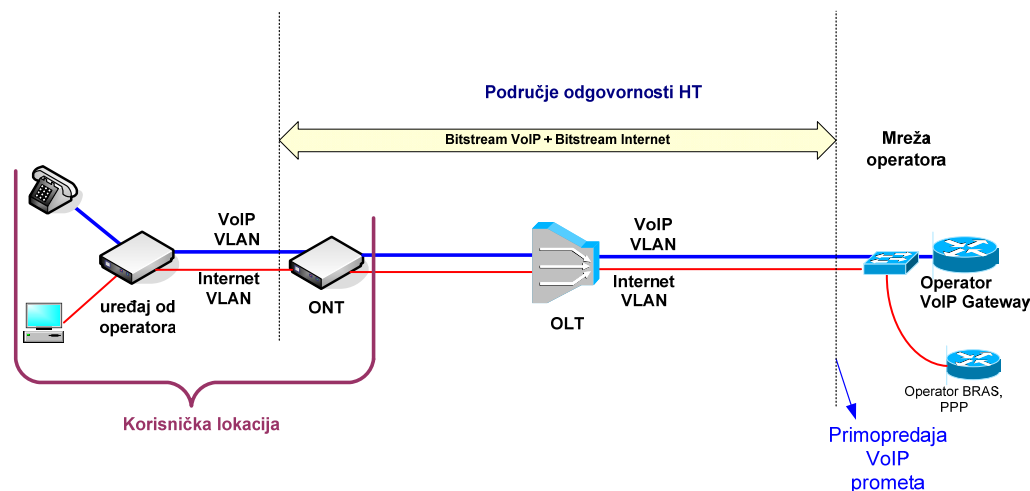 Područje odgovornosti HT
Bitstream VoIP + Bitstream Internet
Mreža
operatora
VoIP
VLAN
Internet
VLAN
uređaj od
operatora
ONT
VoIP
VLAN
Internet
VLAN
OLT
Operator
VoIP Gateway
Operator BRAS,
PPP
Korisnička lokacija
Primopredaja
VoIP
prometa